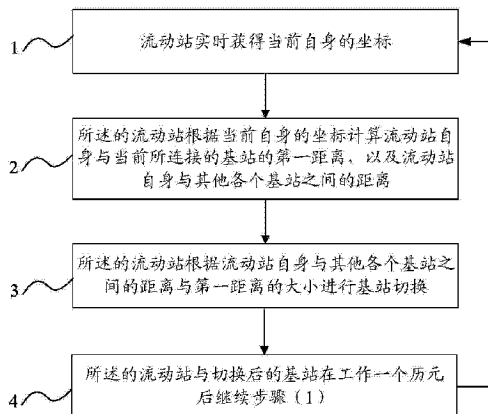 1
流动站实时获得当前自身的坐标
2
所述的流动站根据当前自身的坐标计算流动站自
身与当前所连接的基站的第一距离，以及流动站
自身与其他各个基站之间的距离
3
所述的流动站根据流动站自身与其他各个基站之
间的距离与第一距离的大小进行基站切换
4
所述的流动站与切换后的基站在工作一个历元
后继续步骤（1）